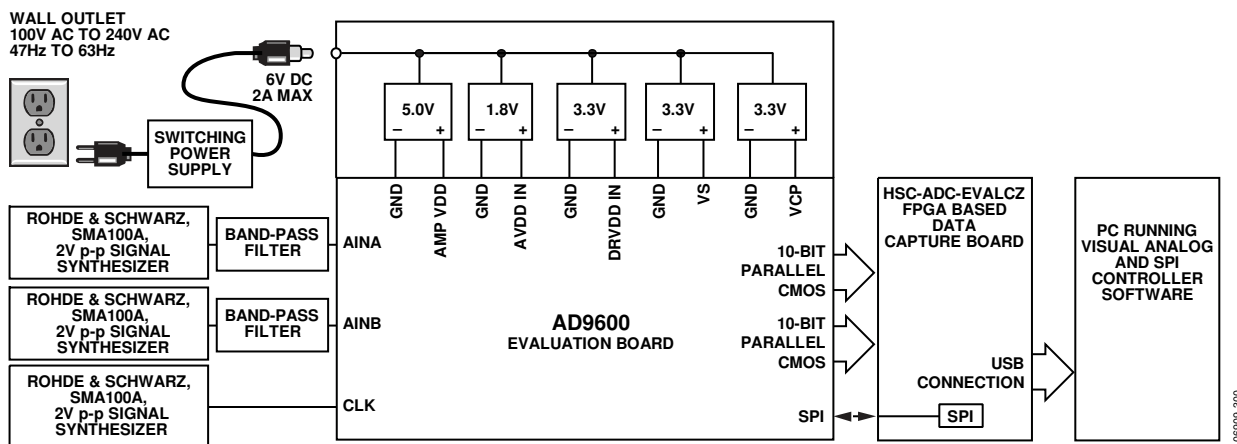 WALL OUTLET
100V AC TO 240V AC
47Hz TO 63Hz
6V DC
2A MAX
SWITCHING
POWER
SUPPLY
5.0V
– +
1.8V
– +
3.3V
– +
3.3V
– +
3.3V
– +
GND
AMP VDD
GND
AVDD IN
GND
DRVDD IN
GND
VS
GND
VCP
ROHDE & SCHWARZ,
SMA100A,
2V p-p SIGNAL
SYNTHESIZER
BAND-PASS
FILTER
AINA
ROHDE & SCHWARZ,
SMA100A,
2V p-p SIGNAL
SYNTHESIZER
BAND-PASS
FILTER
AINB
ROHDE & SCHWARZ,
SMA100A,
2V p-p SIGNAL
SYNTHESIZER
CLK
AD9600
EVALUATION BOARD
10-BIT
PARALLEL
CMOS
10-BIT
PARALLEL
CMOS
SPI
HSC-ADC-EVALCZ
FPGA BASED
DATA
CAPTURE BOARD
USB
CONNECTION
SPI
PC RUNNING
VISUAL ANALOG
AND SPI
CONTROLLER
SOFTWARE